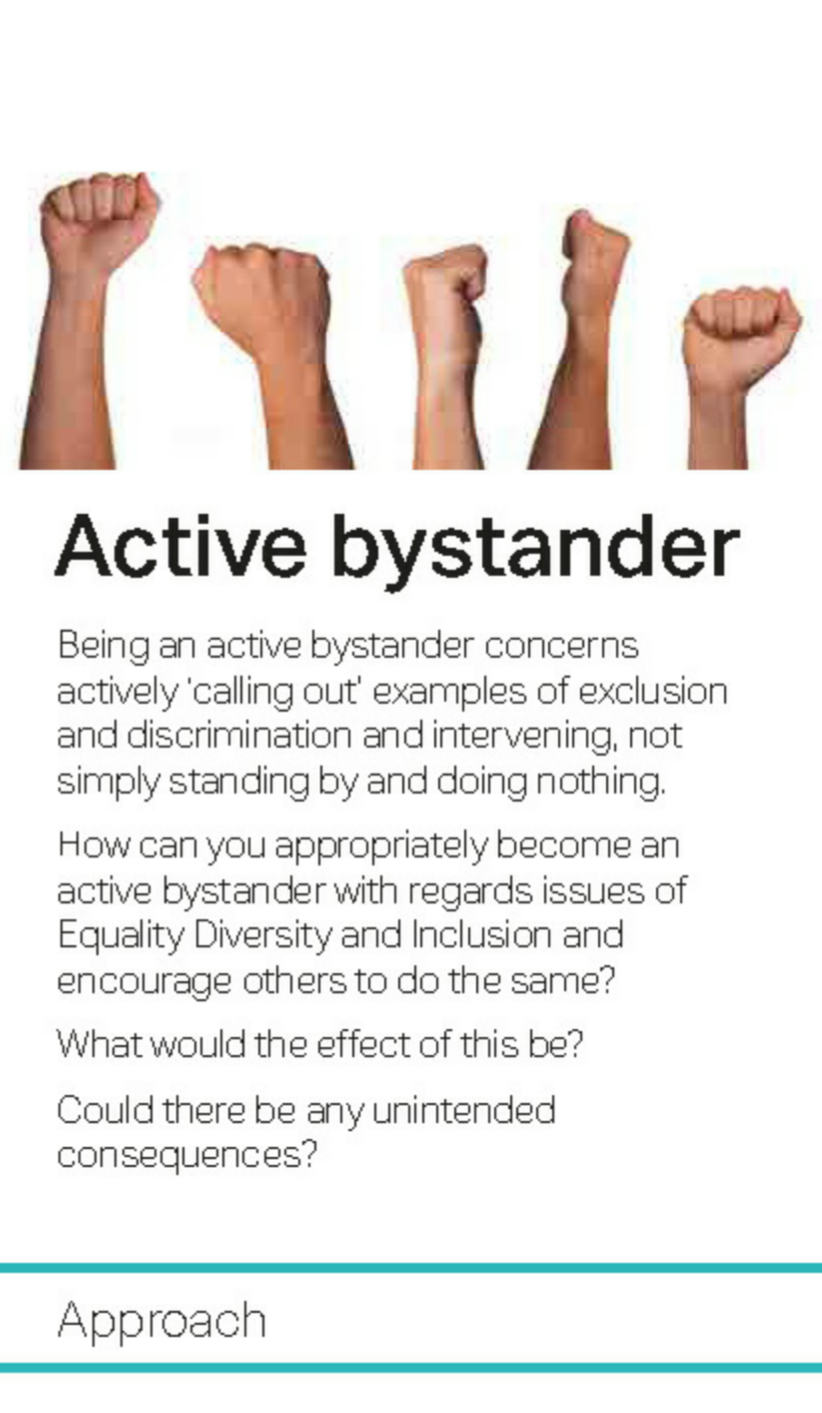 Active bystander
Being an active bystander concerns
actively 'calling out' examples of exclusion
and discrimination and intervening, not
simply standing by and doing nothing.
How can you appropriately become an
active bystander with regards issues of
Equality Diversity and Inclusion and
encourage others to do the same?
What would the effect of this be?
Could there be any unintended
consequences?
Approach